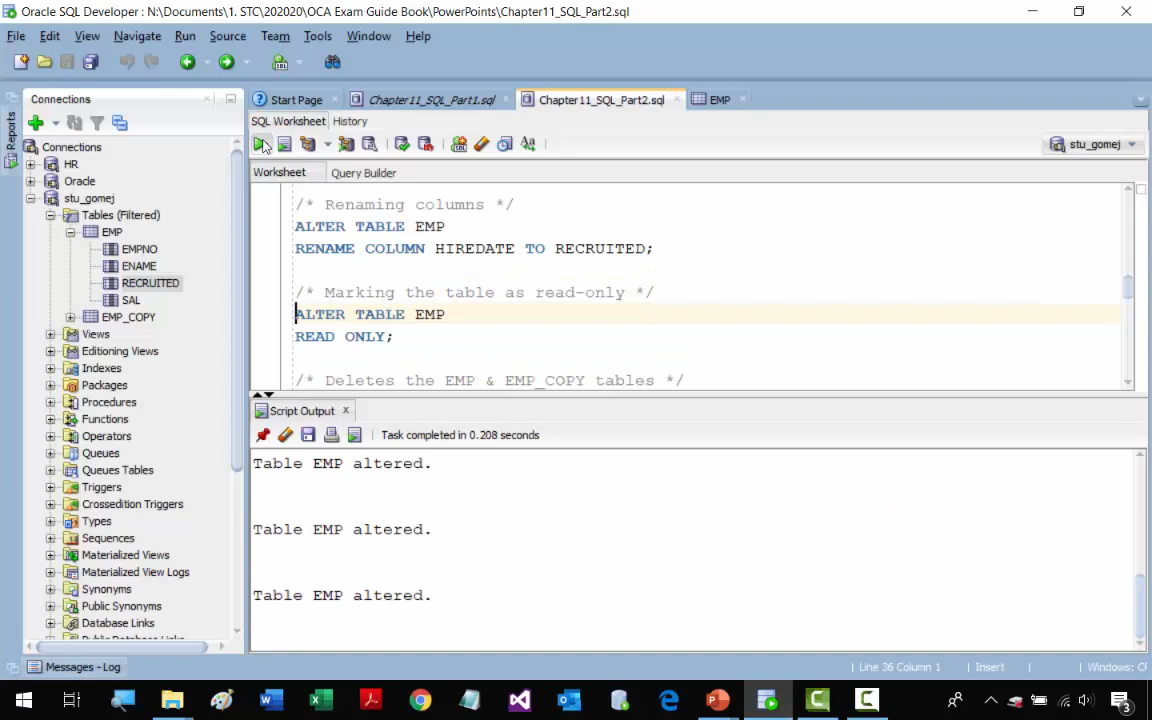 Oracle SQL Developer : N:\Documents\1. STC\202020\OCA Exam Guide Book\PowerPoints\Chapter11_SQL_Part2.sql
File Edit View Navigate Run Source Team Tools Window Help
Connections
Start Page
Chapter11_SQL_Part1.sql
Chapter11_SQL_Part2.sql
EMP
SQL Worksheet History
stu_gomej
Worksheet Query Builder
Reports
Connections
HR
Oracle
stu_gomej
Tables (Filtered)
EMP
EMPNO
ENAME
RECRUITED
SAL
EMP_COPY
Views
Editioning Views
Indexes
Packages
Procedures
Functions
Operators
Queues
Queues Tables
Triggers
Crossedition Triggers
Types
Sequences
Materialized Views
Materialized View Logs
Synonyms
Public Synonyms
Database Links
Public Database Links
/* Renaming columns */
ALTER TABLE EMP
RENAME COLUMN HIREDATE TO RECRUITED;
/* Marking the table as read-only */
ALTER TABLE EMP
READ ONLY;
/* Deletes the EMP & EMP_COPY tables */
Script Output
Task completed in 0.208 seconds
Table EMP altered.
Table EMP altered.
Table EMP altered.
Messages - Log
Line 36 Column 1
Insert
Windows: CF
3